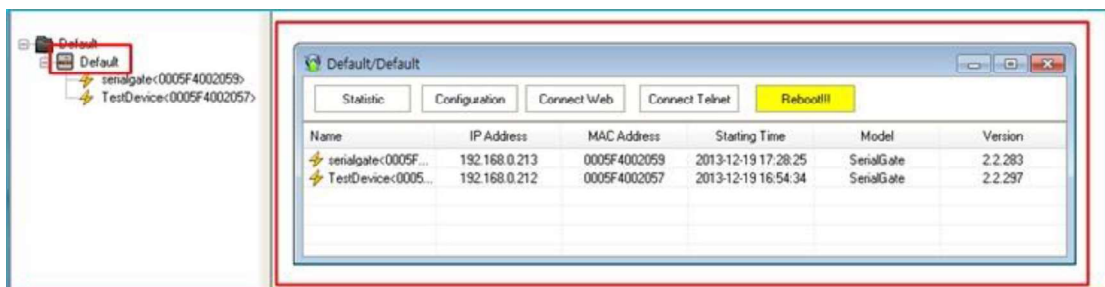 Default
Default
serialgate<0005F4002059>
TestDevice<0005F4002057>
Default/Default
Statistic Configuration Connect Web Connect Telnet Reboot!!!
Name IP Address MAC Address Starting Time Model Version
serialgate<0005F... 192.168.0.213 0005F4002059 2013-12-19 17:28:25 SerialGate 2.2.283
TestDevice<0005... 192.168.0.212 0005F4002057 2013-12-19 16:54:34 SerialGate 2.2.297